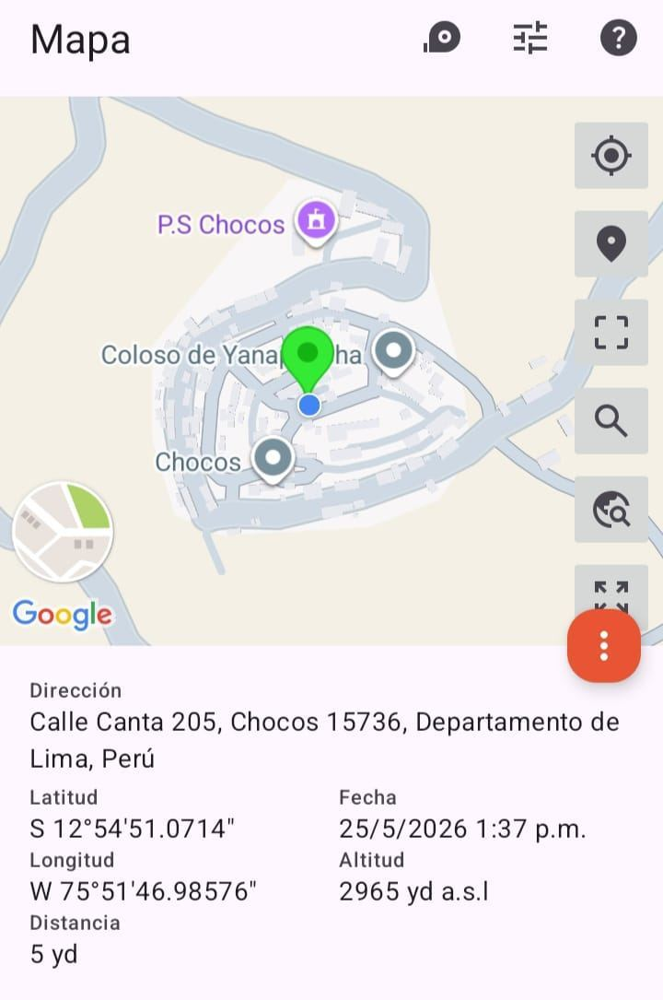 Mapa
P.S Chocos
Coloso de Yana ha
Chocos
Google
Dirección
Calle Canta 205, Chocos 15736, Departamento de
Lima, Perú
Latitud
S 12°54'51.0714"
Fecha
25/5/2026 1:37 p.m.
Longitud
W 75°51'46.98576"
Altitud
2965 yd a.s.l
Distancia
5 yd